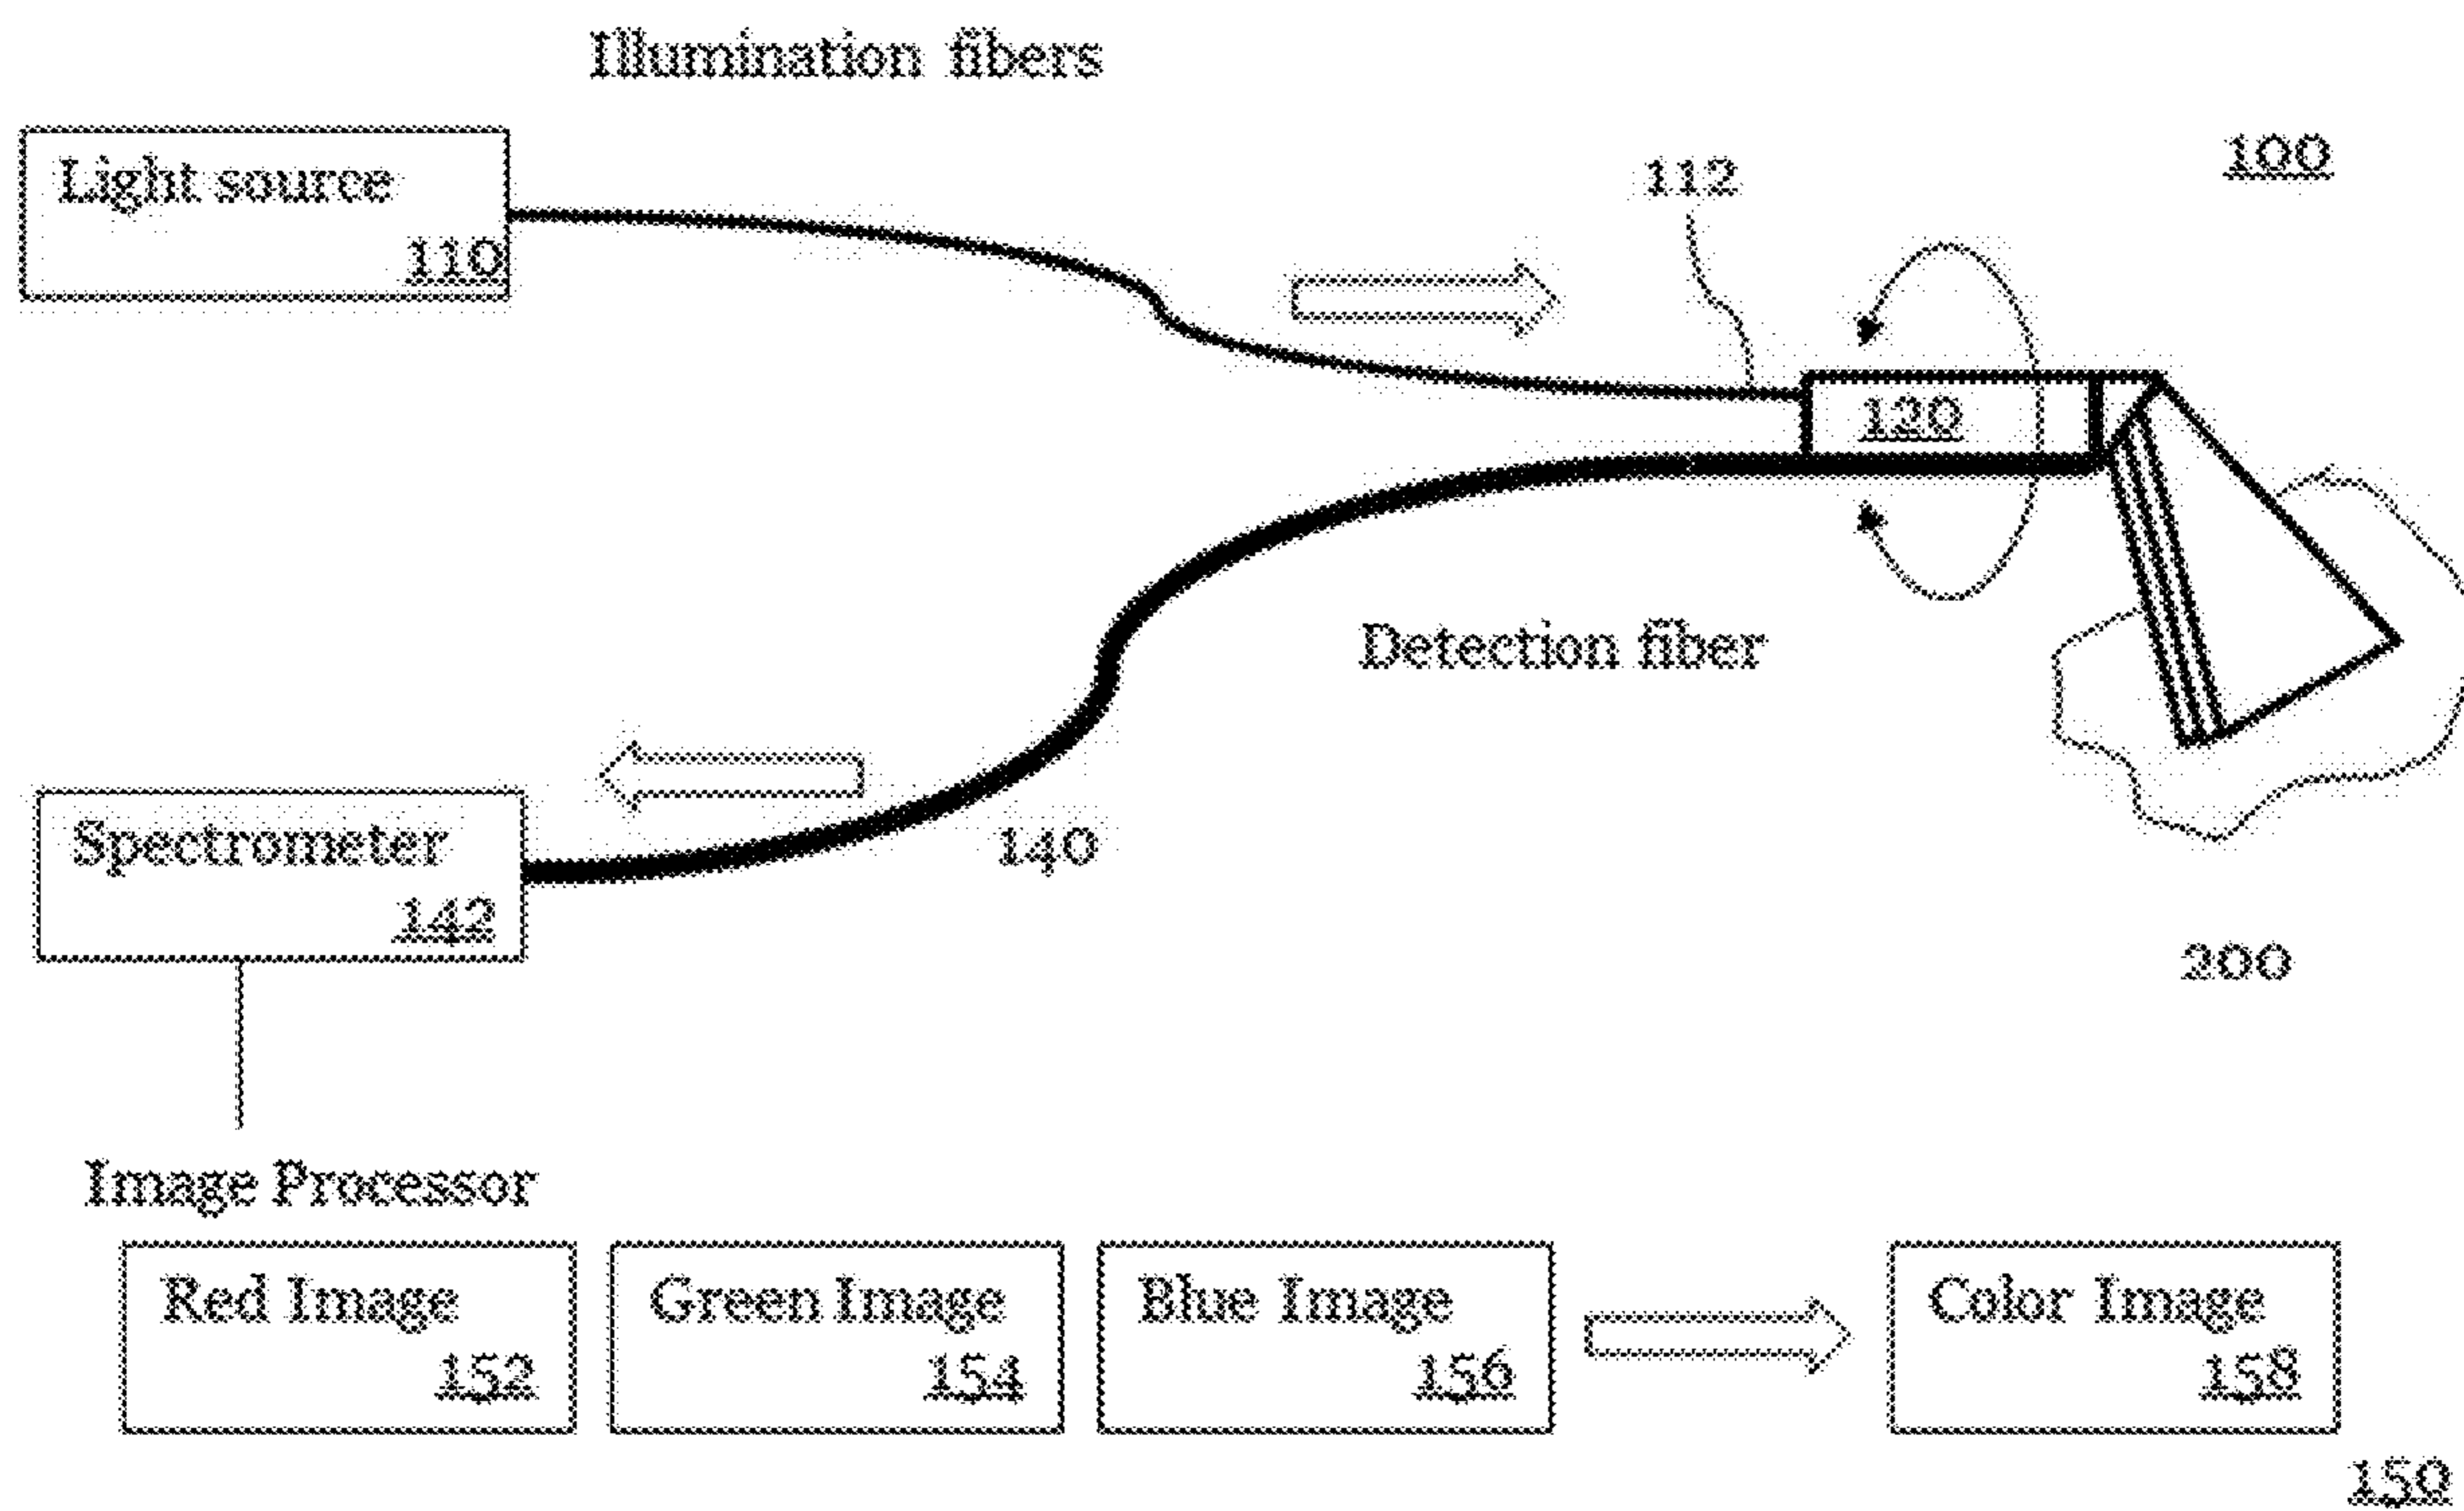 Illumination fibers
Light source
110
112
100
120
Detection fiber
Spectrometer
142
140
200
Image Processor
Red Image
152
Green Image
154
Blue Image
156
Color Image
158
150